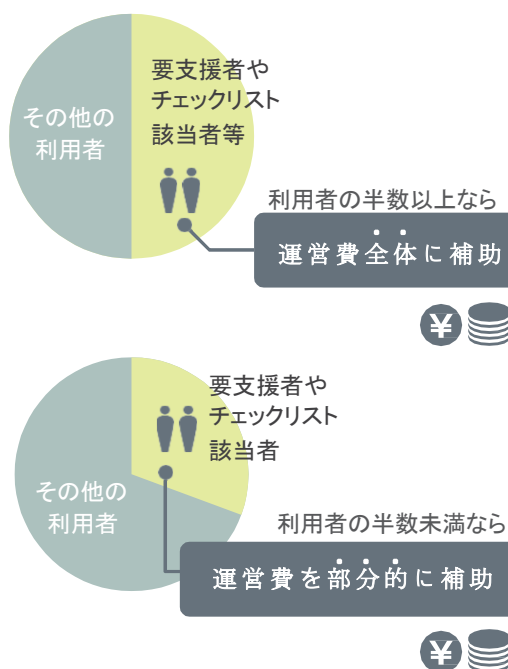 要支援者や
チェックリスト
該当者等
その他の
利用者
利用者の半数以上なら
運営費全体に補助
¥
要支援者や
チェックリスト
該当者
その他の
利用者
利用者の半数未満なら
運営費を部分的に補助
¥